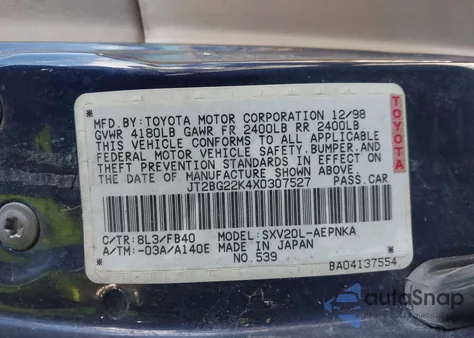 MFD. BY: TOYOTA MOTOR CORPORATION 12/98
GVWR 4180LB GAWR FR 2400LB RR 2400LB
THIS VEHICLE CONFORMS TO ALL APPLICABLE
FEDERAL MOTOR VEHICLE SAFETY, BUMPER, AND
THEFT PREVENTION STANDARDS IN EFFECT ON
THE DATE OF MANUFACTURE SHOWN ABOVE.
JT2BG22K4X0307527 PASS. CAR
C/TR: 8L3/FB40 MODEL: SXV20L-AEPNKA
A/TM: -03A/A140E MADE IN JAPAN
NO. 539
BA04137554
TOYOTA
autoSnap